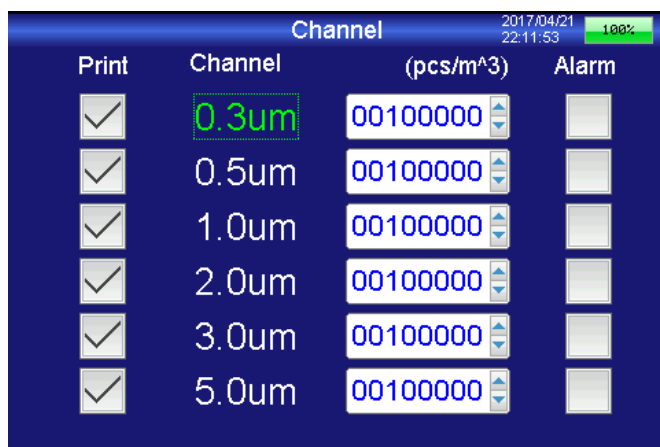 Channel
2017/04/21
22:11:53
100%
Print Channel (pcs/m^3) Alarm
0.3um 00100000
0.5um 00100000
1.0um 00100000
2.0um 00100000
3.0um 00100000
5.0um 00100000